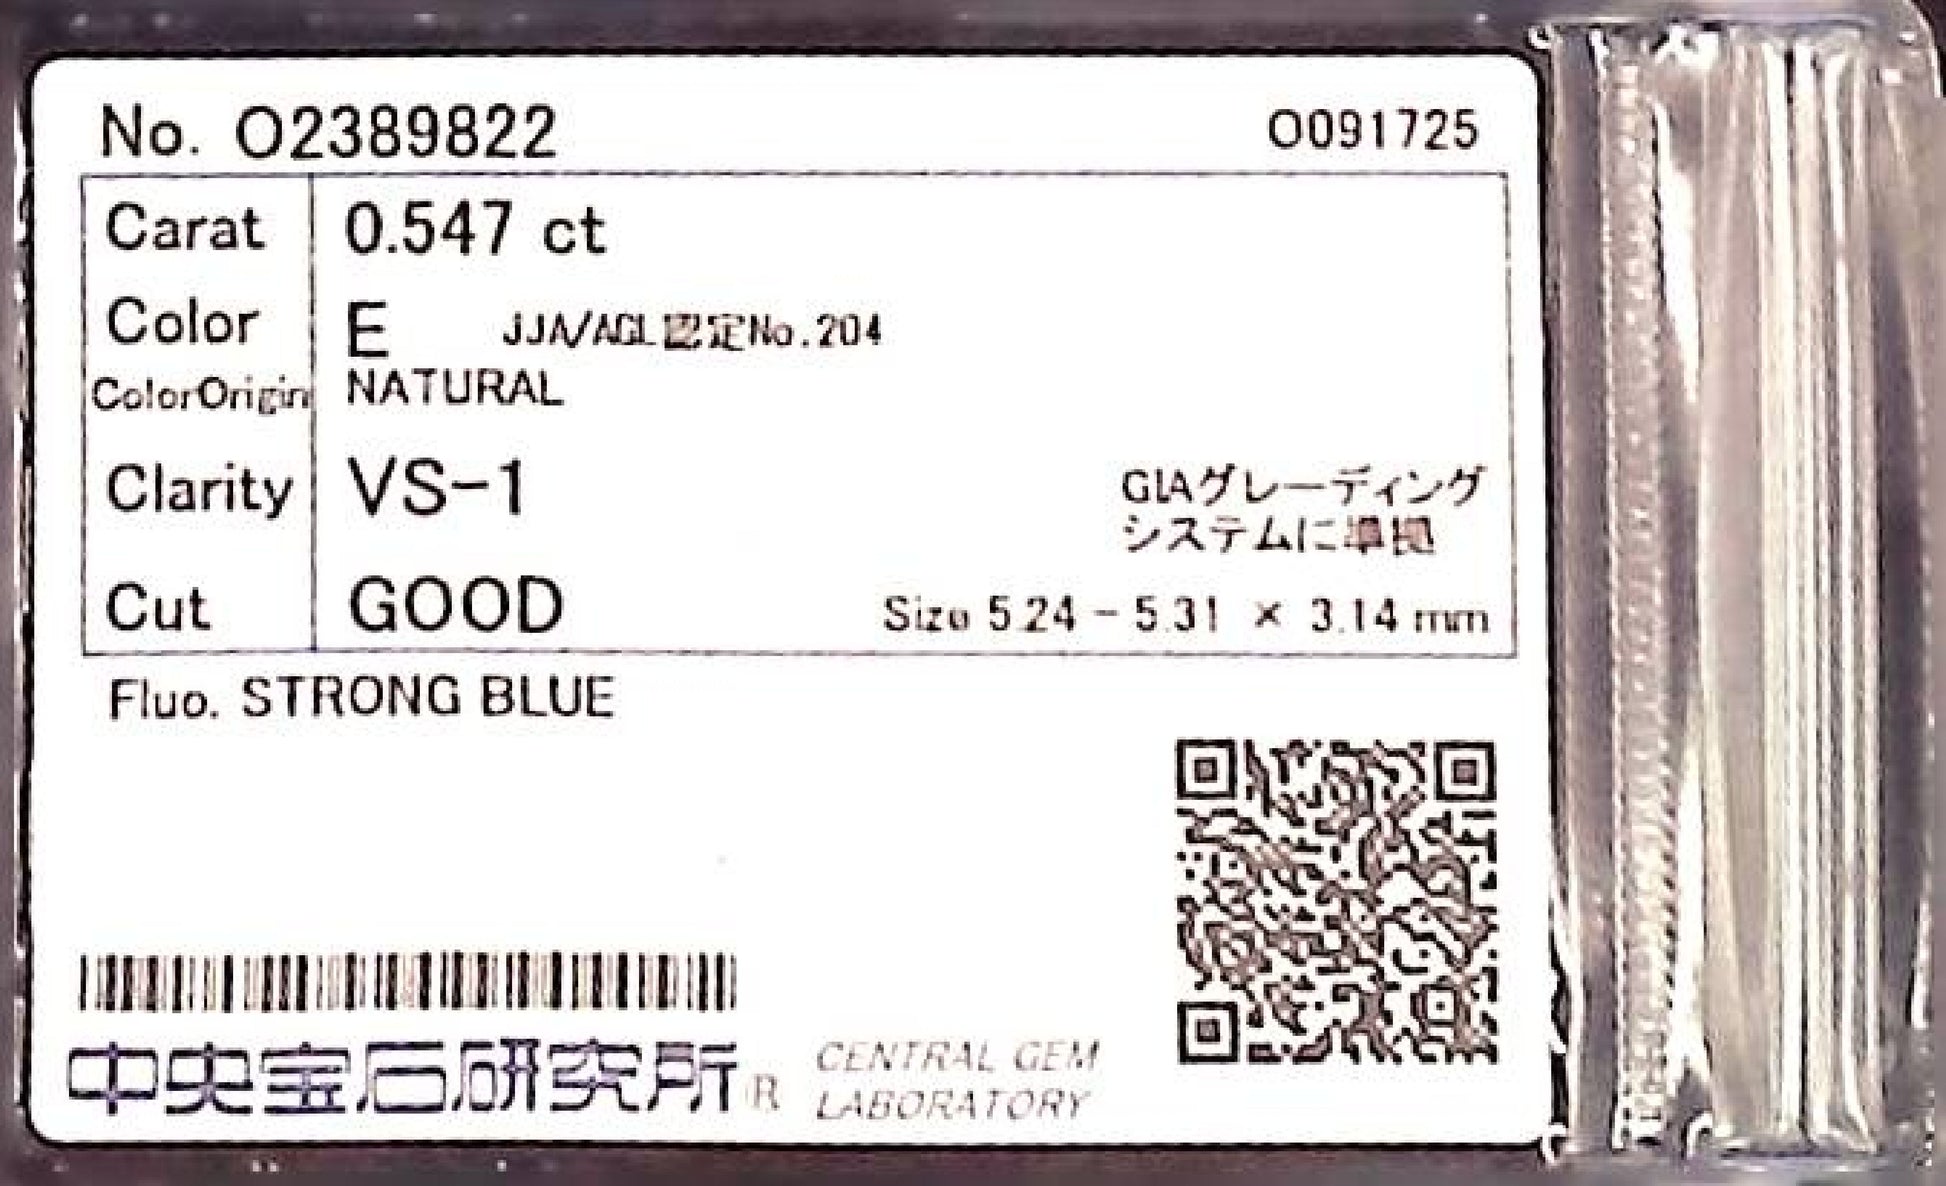 No. O2389822 O091725
Carat 0.547 ct
Color E JJA/AGL認定No.204
ColorOrigin NATURAL
Clarity VS-1 GIAグレーディング
システムに準拠
Cut GOOD Size 5.24 - 5.31 × 3.14 mm
Fluo. STRONG BLUE
中央宝石研究所® CENTRAL GEM
LABORATORY